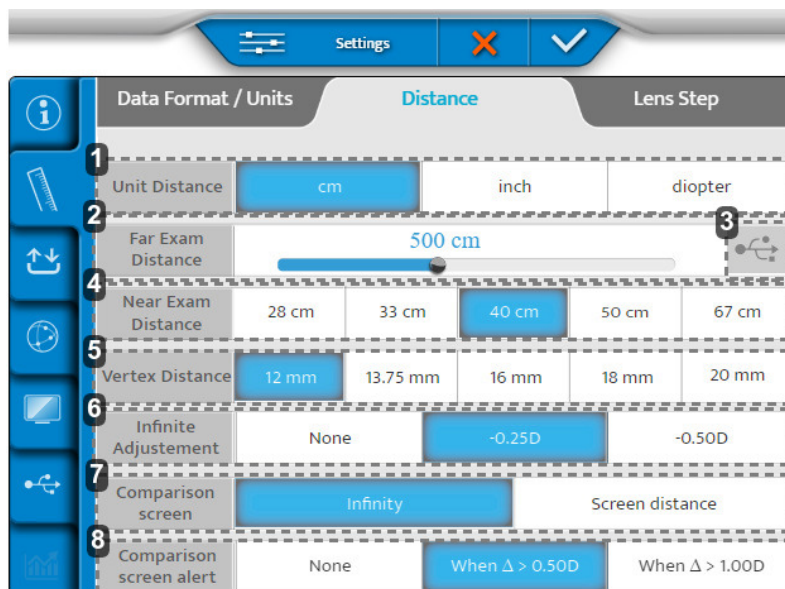 Settings
Data Format / Units
Distance
Lens Step
1
Unit Distance
cm
inch
diopter
2
3
Far Exam
Distance
500 cm
4
Near Exam
Distance
28 cm
33 cm
40 cm
50 cm
67 cm
5
Vertex Distance
12 mm
13.75 mm
16 mm
18 mm
20 mm
6
Infinite
Adjustement
None
-0.25D
-0.50D
7
Comparison
screen
Infinity
Screen distance
8
Comparison
screen alert
None
When Δ > 0.50D
When Δ > 1.00D